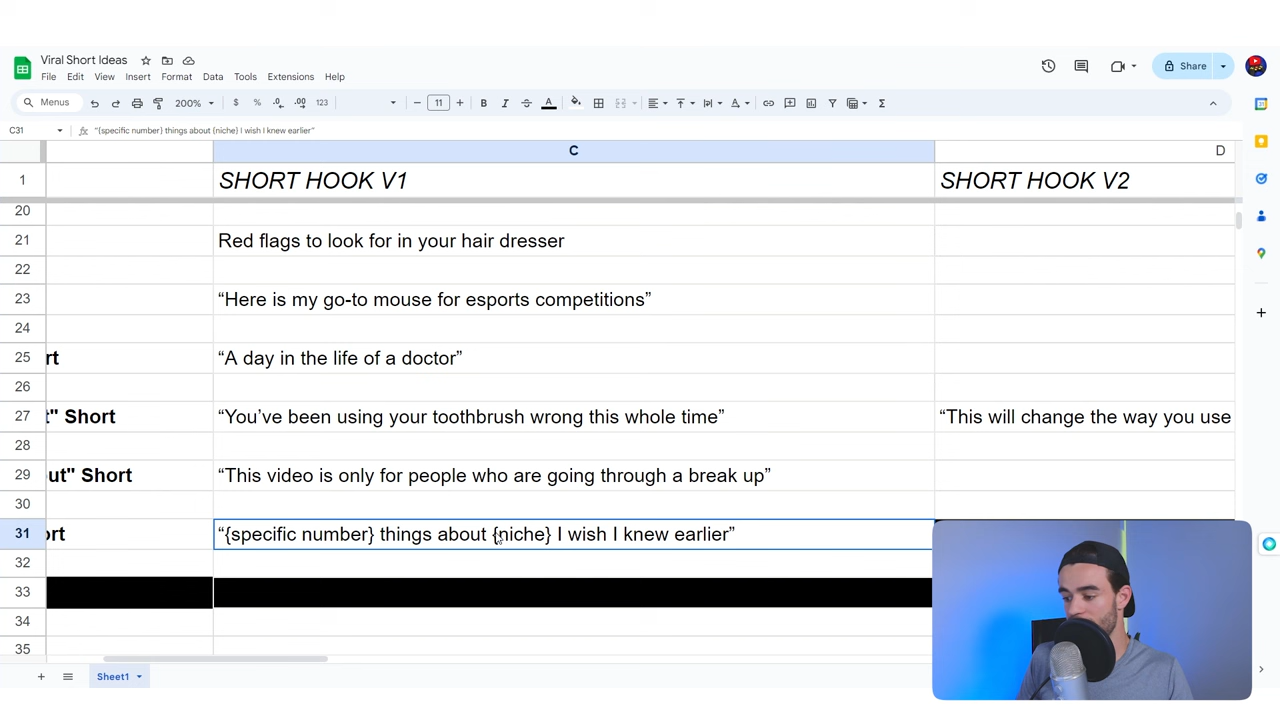 Viral Short Ideas
File Edit View Insert Format Data Tools Extensions Help
Share
Menus 200% $ % .0 .00 123 11 B I A Σ
C31 fx "{specific number} things about {niche} I wish I knew earlier"
C D
1 SHORT HOOK V1 SHORT HOOK V2
20
21 Red flags to look for in your hair dresser
22
23 “Here is my go-to mouse for esports competitions”
24
25 rt “A day in the life of a doctor”
26
27 t" Short “You’ve been using your toothbrush wrong this whole time” “This will change the way you use
28
29 out" Short “This video is only for people who are going through a break up”
30
31 ort “{specific number} things about {niche} I wish I knew earlier”
32
33
34
35
Sheet1